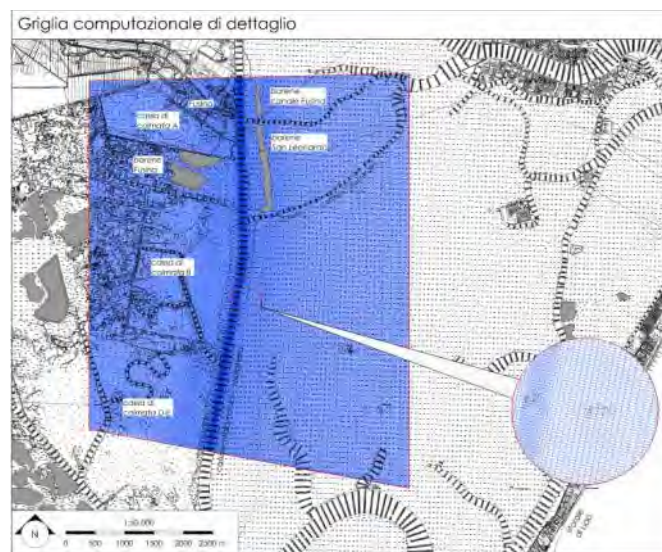 Griglia computazionale di dettaglio
barene
canale Fusina
Fusina
cassa di
colmata A
barene
San Leonardo
barene
Fusina
cassa di
colmata B
cassa di
colmata D-E
1:50.000
N
0 500 1000 1500 2000 2500 m